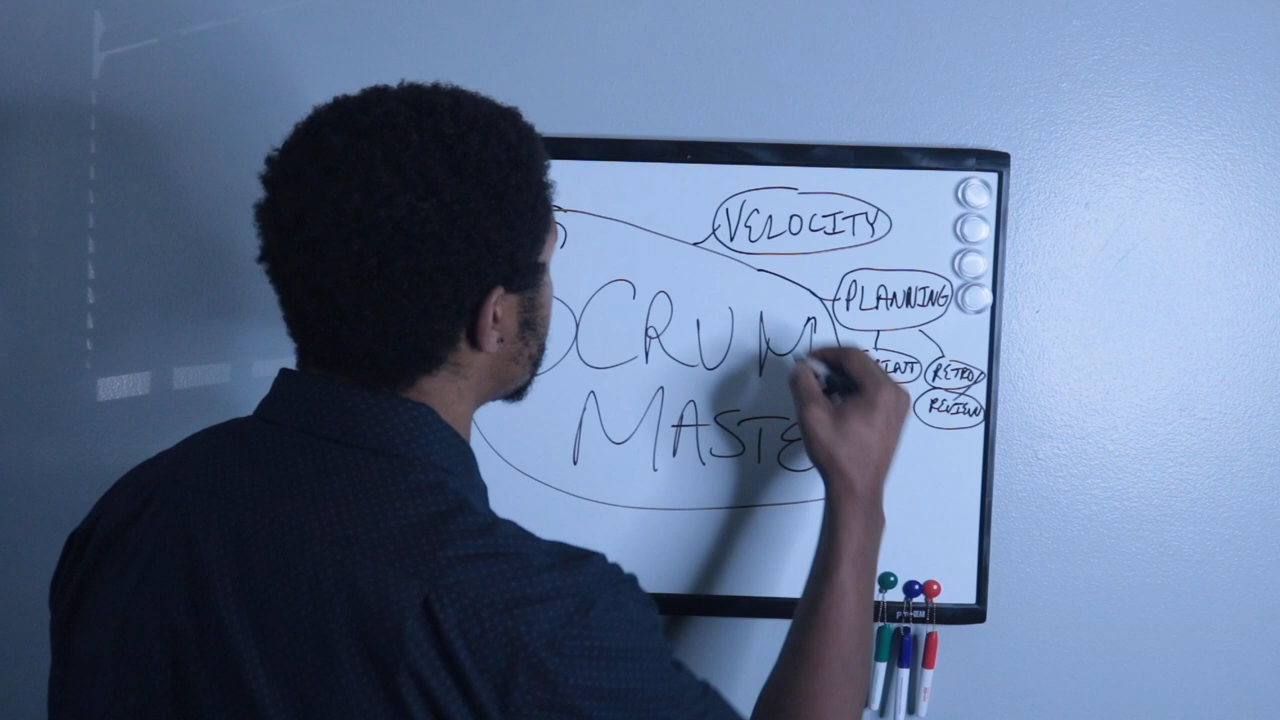 VELOCITY
PLANNING
SCRUM
RETRO
REVIEW
MASTE